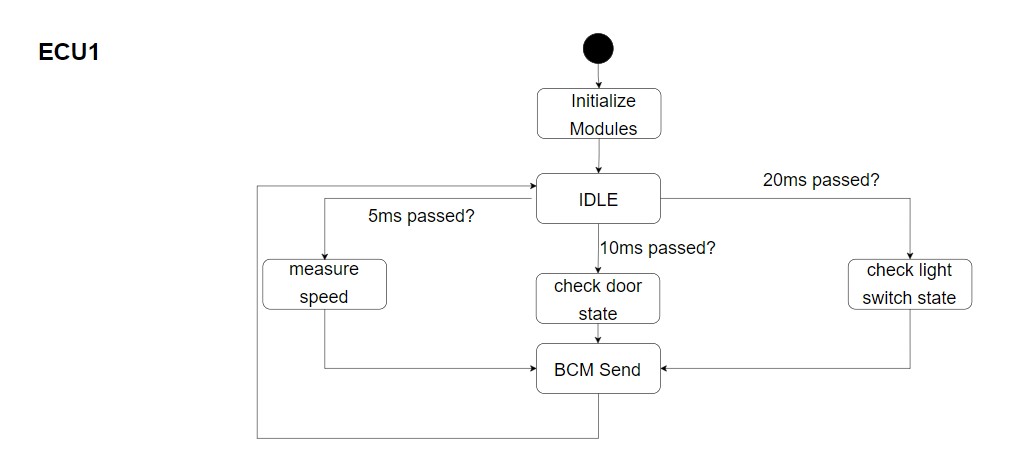 ECU1
Initialize
Modules
20ms passed?
IDLE
5ms passed?
10ms passed?
measure
speed
check door
state
check light
switch state
BCM Send